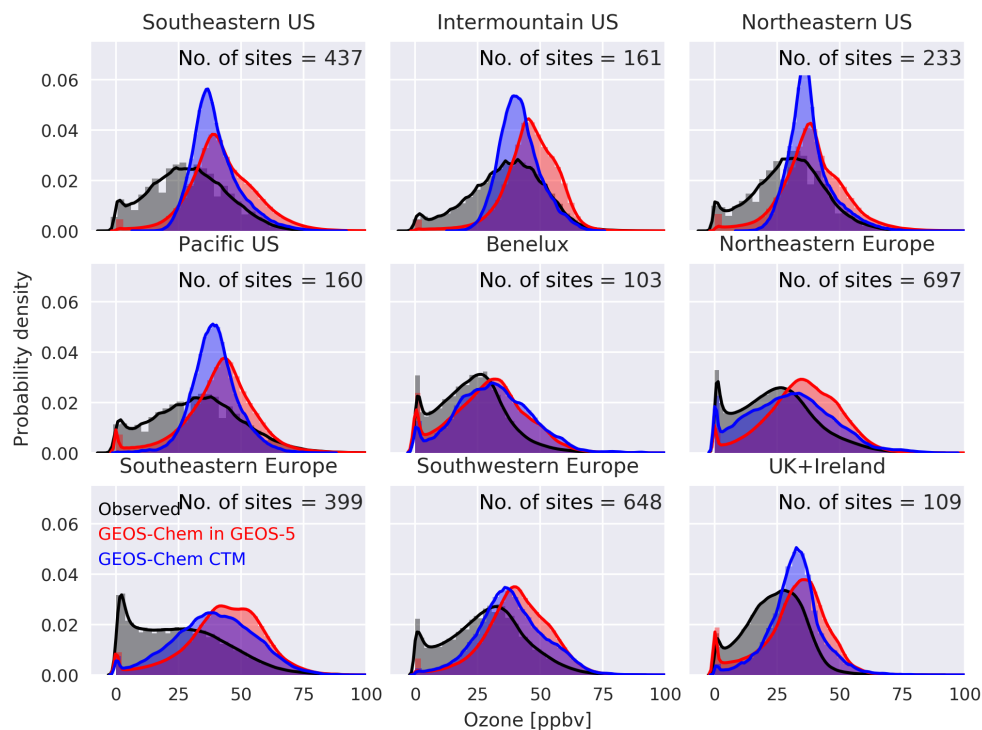 Southeastern US
Intermountain US
Northeastern US
No. of sites = 437
No. of sites = 161
No. of sites = 233
0.06
0.04
0.02
0.00
Pacific US
Benelux
Northeastern Europe
No. of sites = 160
No. of sites = 103
No. of sites = 697
Probability density
0.06
0.04
0.02
0.00
Southeastern Europe
Southwestern Europe
UK+Ireland
No. of sites = 399
No. of sites = 648
No. of sites = 109
Observed
GEOS-Chem in GEOS-5
GEOS-Chem CTM
0.06
0.04
0.02
0.00
0 25 50 75 100
0 25 50 75 100
0 25 50 75 100
Ozone [ppbv]